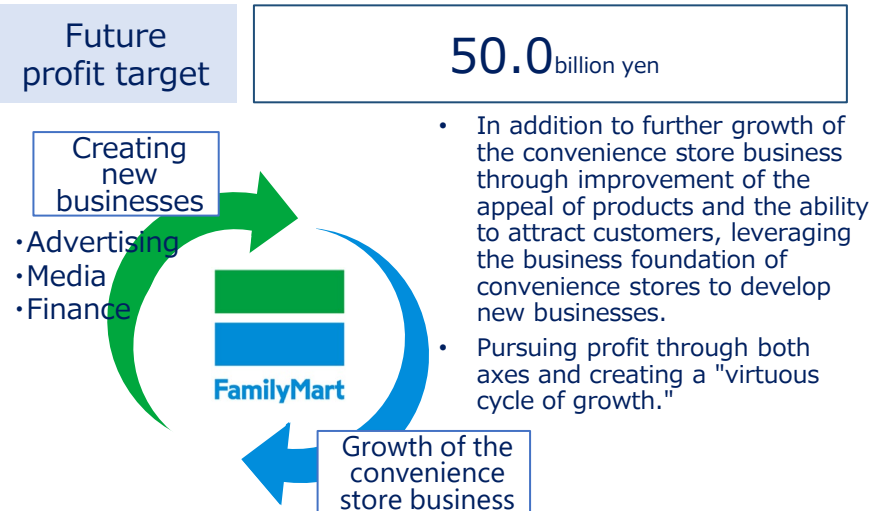 Future
profit target
50.0billion yen
Creating
new
businesses
・Advertising
・Media
・Finance
FamilyMart
Growth of the
convenience
store business
• In addition to further growth of
the convenience store business
through improvement of the
appeal of products and the ability
to attract customers, leveraging
the business foundation of
convenience stores to develop
new businesses.
• Pursuing profit through both
axes and creating a "virtuous
cycle of growth."